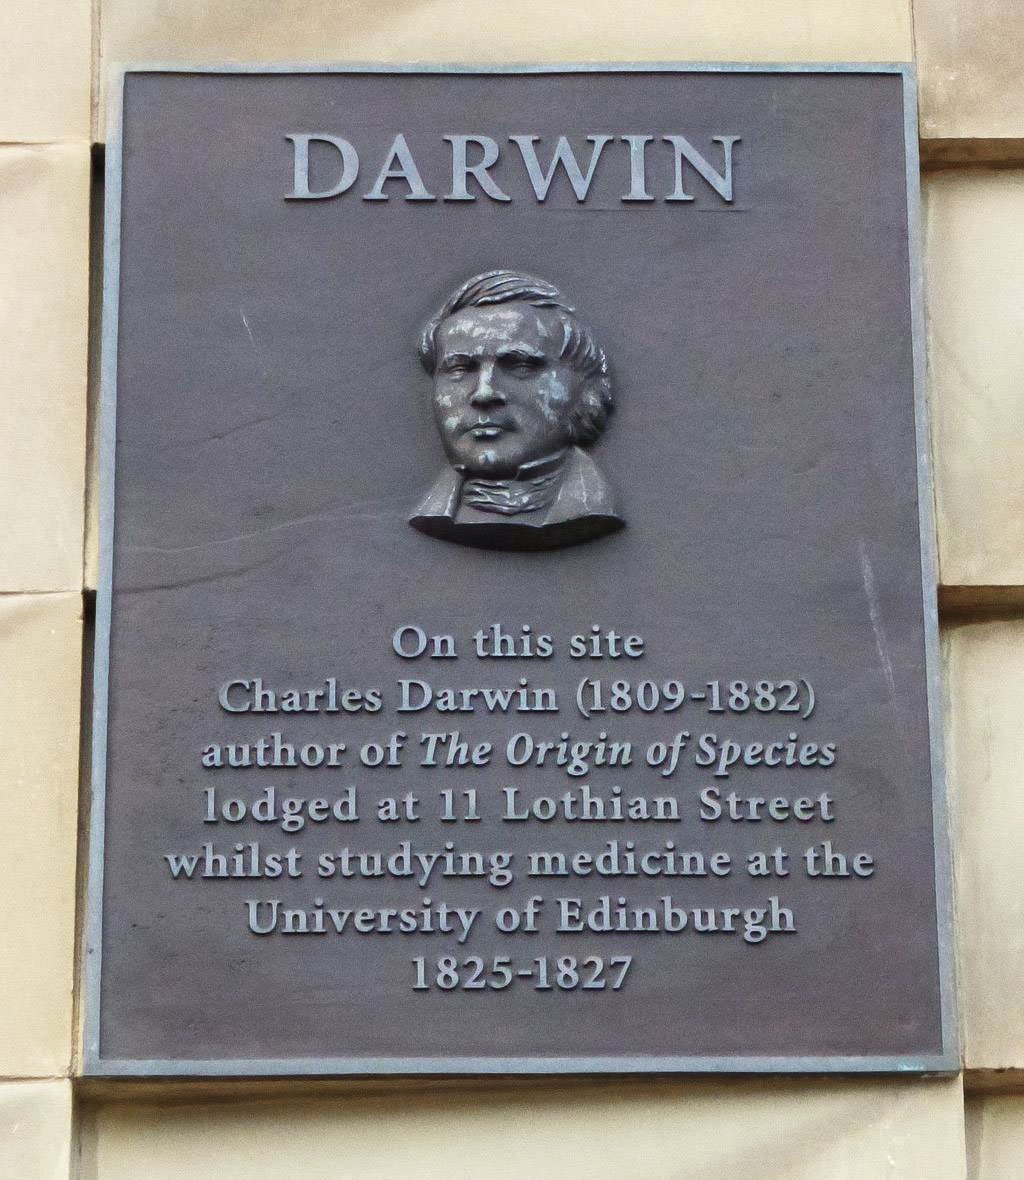 DARWIN
On this site
Charles Darwin (1809-1882)
author of The Origin of Species
lodged at 11 Lothian Street
whilst studying medicine at the
University of Edinburgh
1825-1827